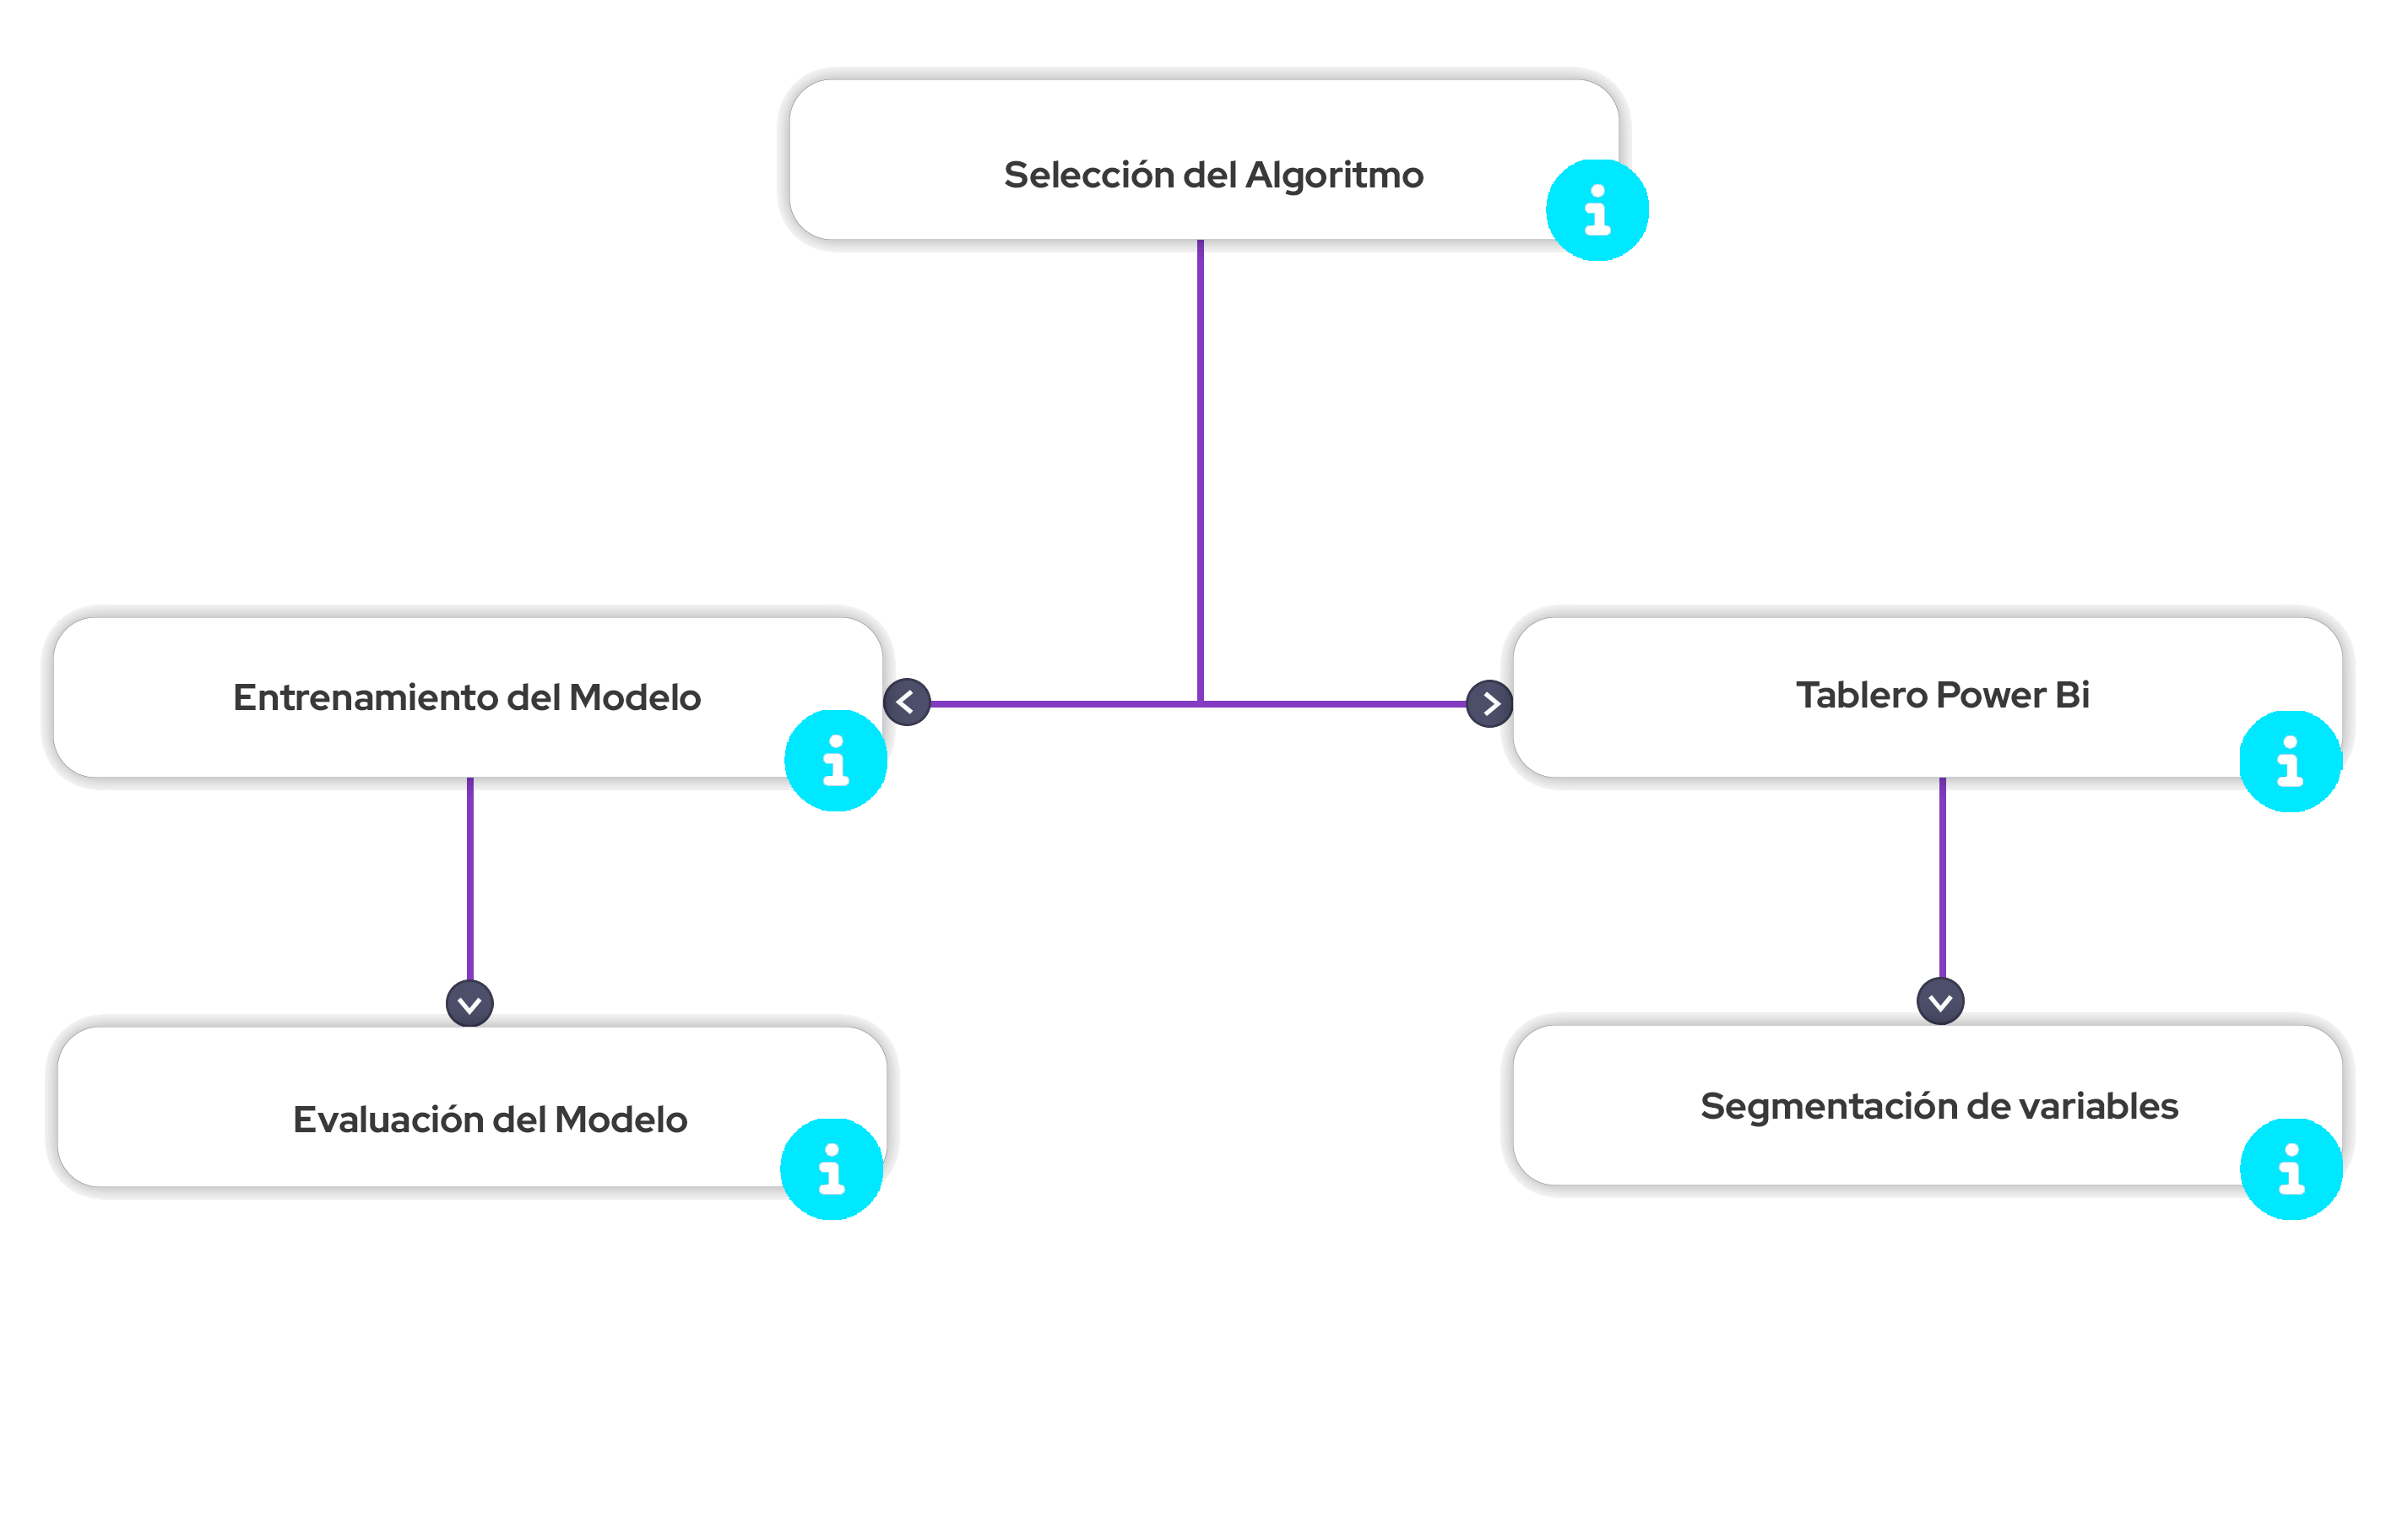 Selección del Algoritmo
Entrenamiento del Modelo
Tablero Power Bi
Evaluación del Modelo
Segmentación de variables